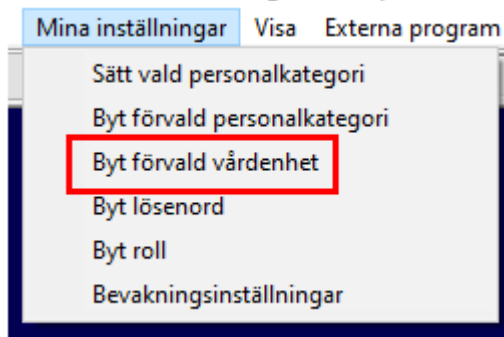 Mina inställningar Visa Externa program
Sätt vald personalkategori
Byt förvald personalkategori
Byt förvald vårdenhet
Byt lösenord
Byt roll
Bevakningsinställningar